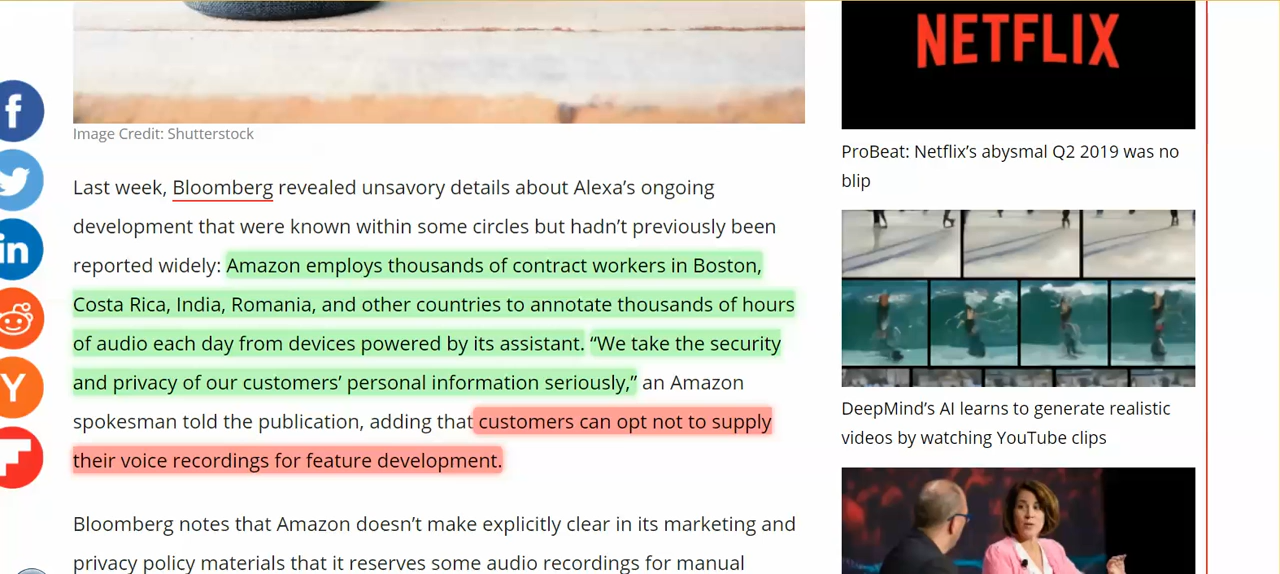 Image Credit: Shutterstock
Last week, Bloomberg revealed unsavory details about Alexa’s ongoing
development that were known within some circles but hadn’t previously been
reported widely: Amazon employs thousands of contract workers in Boston,
Costa Rica, India, Romania, and other countries to annotate thousands of hours
of audio each day from devices powered by its assistant. “We take the security
and privacy of our customers’ personal information seriously,” an Amazon
spokesman told the publication, adding that customers can opt not to supply
their voice recordings for feature development.
Bloomberg notes that Amazon doesn’t make explicitly clear in its marketing and
privacy policy materials that it reserves some audio recordings for manual
NETFLIX
ProBeat: Netflix’s abysmal Q2 2019 was no
blip
DeepMind’s AI learns to generate realistic
videos by watching YouTube clips